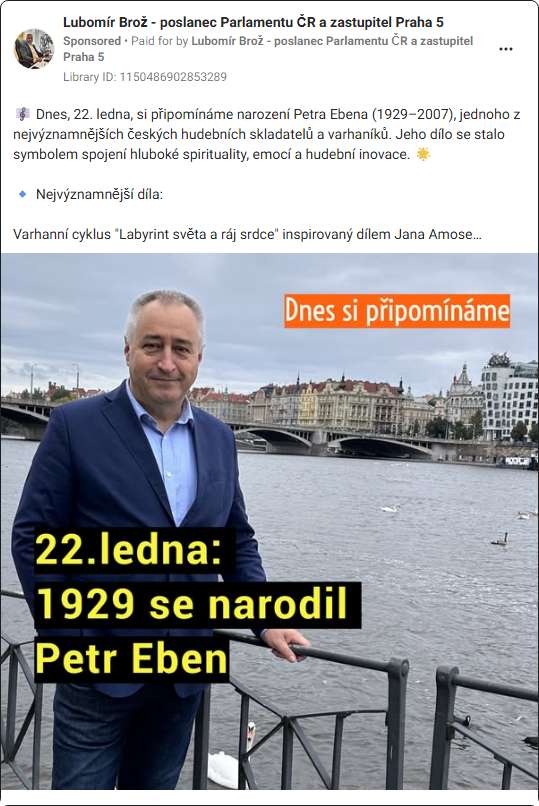 Lubomír Brož - poslanec Parlamentu ČR a zastupitel Praha 5
Sponsored • Paid for by Lubomír Brož - poslanec Parlamentu ČR a zastupitel
Praha 5
Library ID: 1150486902853289
🎼 Dnes, 22. ledna, si připomínáme narození Petra Ebena (1929–2007), jednoho z
nejvýznamnějších českých hudebních skladatelů a varhaníků. Jeho dílo se stalo
symbolem spojení hluboké spirituality, emocí a hudební inovace. 🌟
🔹 Nejvýznamnější díla:
Varhanní cyklus "Labyrint světa a ráj srdce" inspirovaný dílem Jana Amose…
Dnes si připomínáme
22.ledna:
1929 se narodil
Petr Eben